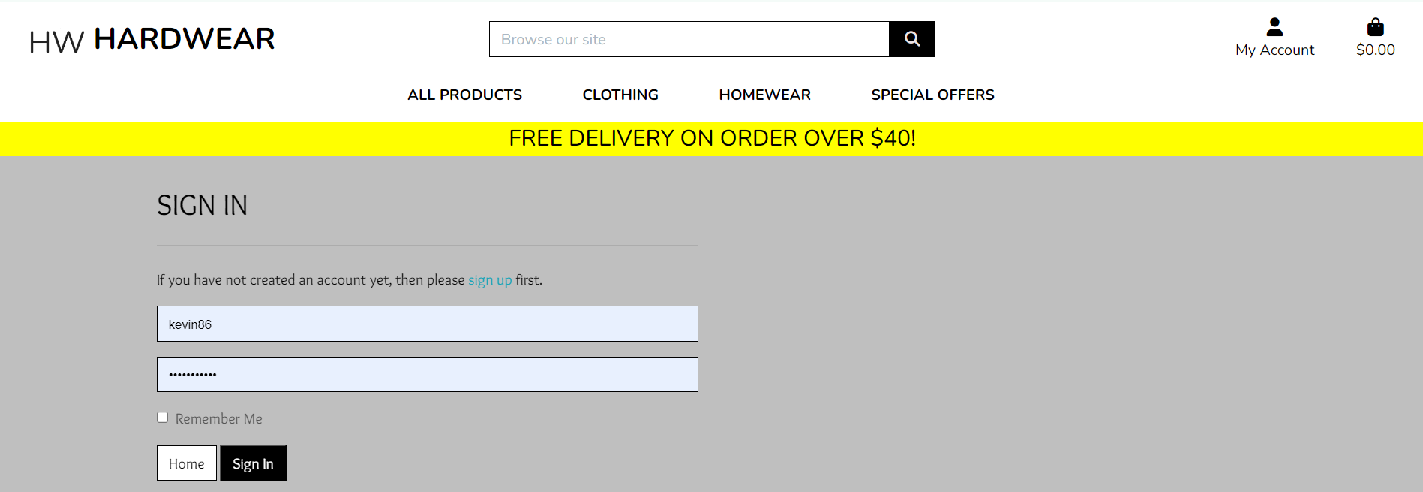 HW HARDWEAR
Browse our site
My Account
$0.00
ALL PRODUCTS CLOTHING HOMEWEAR SPECIAL OFFERS
FREE DELIVERY ON ORDER OVER $40!
SIGN IN
If you have not created an account yet, then please sign up first.
kevin86
•••••••••••
Remember Me
Home Sign In